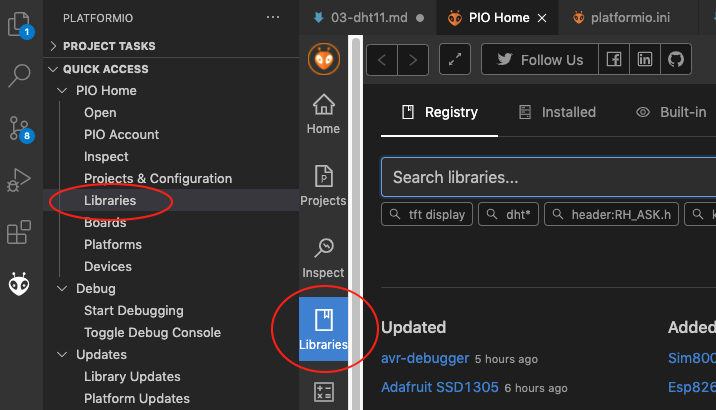 PLATFORMIO
PROJECT TASKS
QUICK ACCESS
PIO Home
Open
PIO Account
Inspect
Projects & Configuration
Libraries
Boards
Platforms
Devices
Debug
Start Debugging
Toggle Debug Console
Updates
Library Updates
Platform Updates
1
8
03-dht11.md
PIO Home
platformio.ini
Home
Projects
Inspect
Libraries
Follow Us
Registry
Installed
Built-in
Search libraries...
tft display
dht*
header:RH_ASK.h
Updated
Added
avr-debugger 5 hours ago
Sim800
Adafruit SSD1305 6 hours ago
Esp826